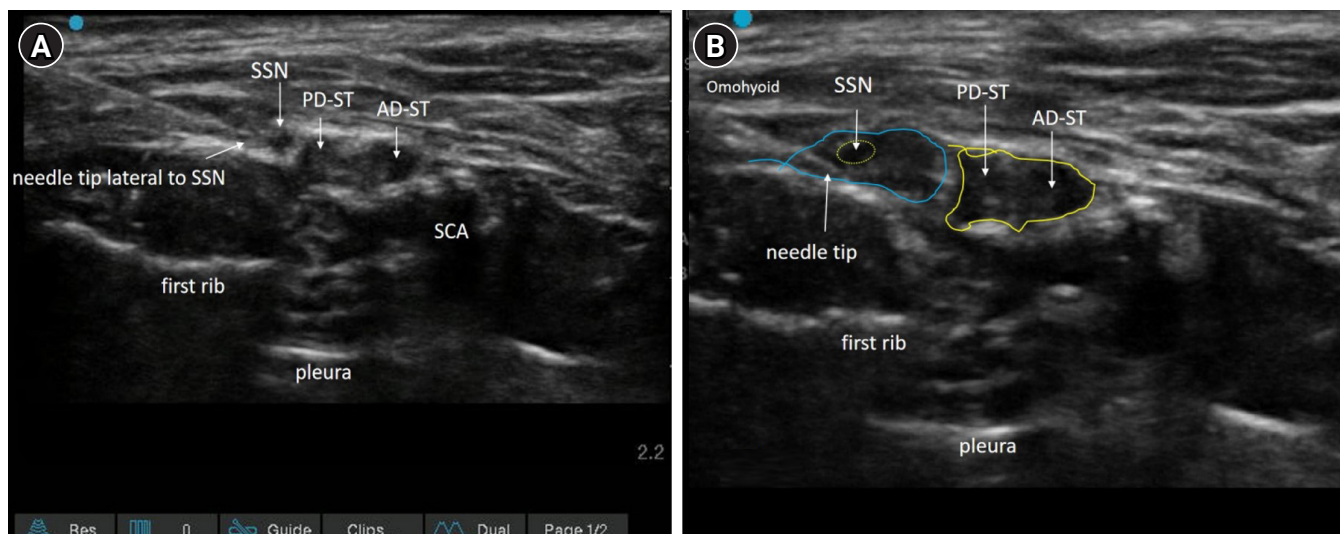 A
SSN
PD-ST
AD-ST
needle tip lateral to SSN
SCA
first rib
pleura
2.2
Res
0
Guide
Clips
Dual
Page 1/2
B
Omohyoid
SSN
PD-ST
AD-ST
needle tip
first rib
pleura